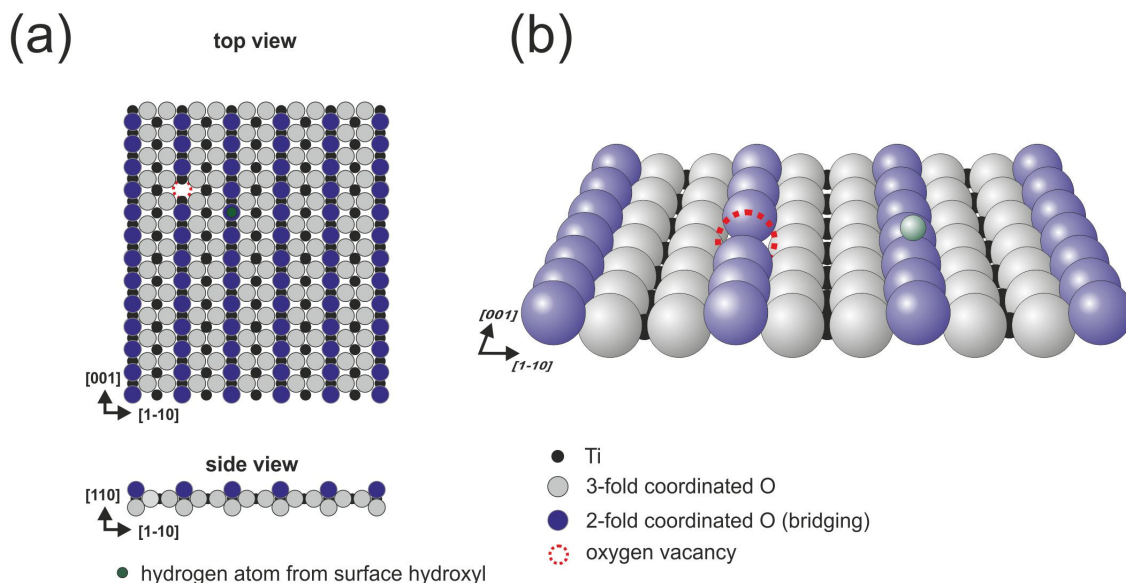 (a)
top view
[001]
[1-10]
side view
[110]
[1-10]
hydrogen atom from surface hydroxyl
(b)
[001]
[1-10]
Ti
3-fold coordinated O
2-fold coordinated O (bridging)
oxygen vacancy